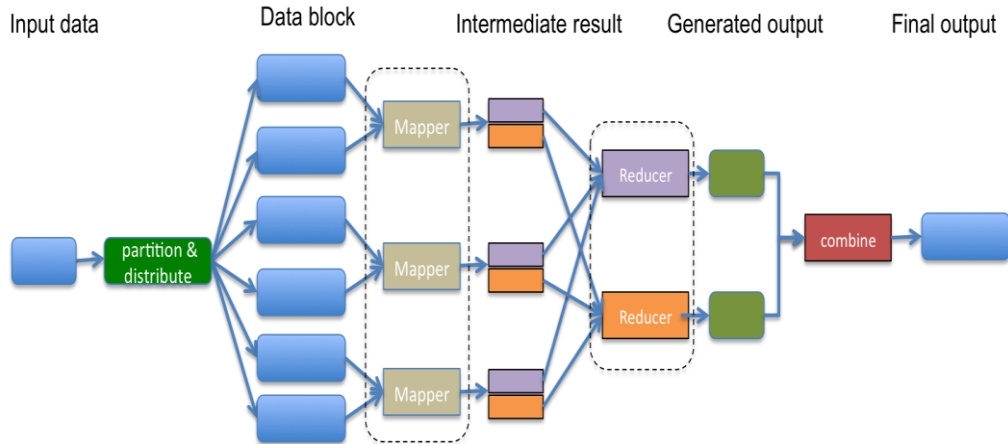 Input data
Data block
Intermediate result
Generated output
Final output
partition &
distribute
Mapper
Mapper
Mapper
Reducer
Reducer
combine